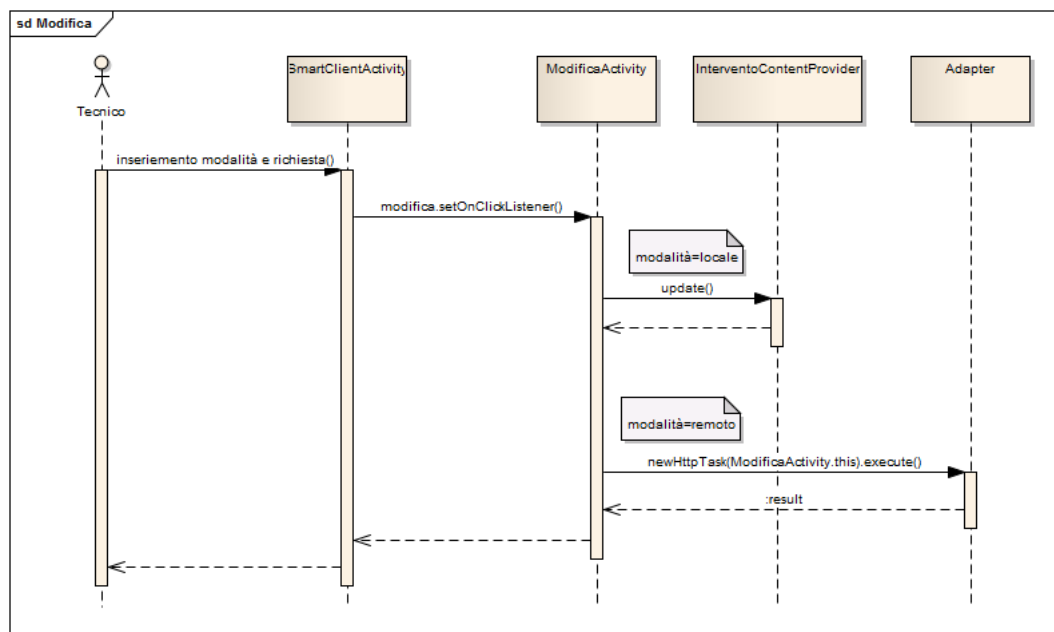 sd Modifica
Tecnico
SmartClientActivity
ModificaActivity
InterventoContentProvider
Adapter
inseriemento modalità e richiesta()
modifica.setOnClickListener()
modalità=locale
update()
modalità=remoto
newHttpTask(ModificaActivity.this).execute()
:result